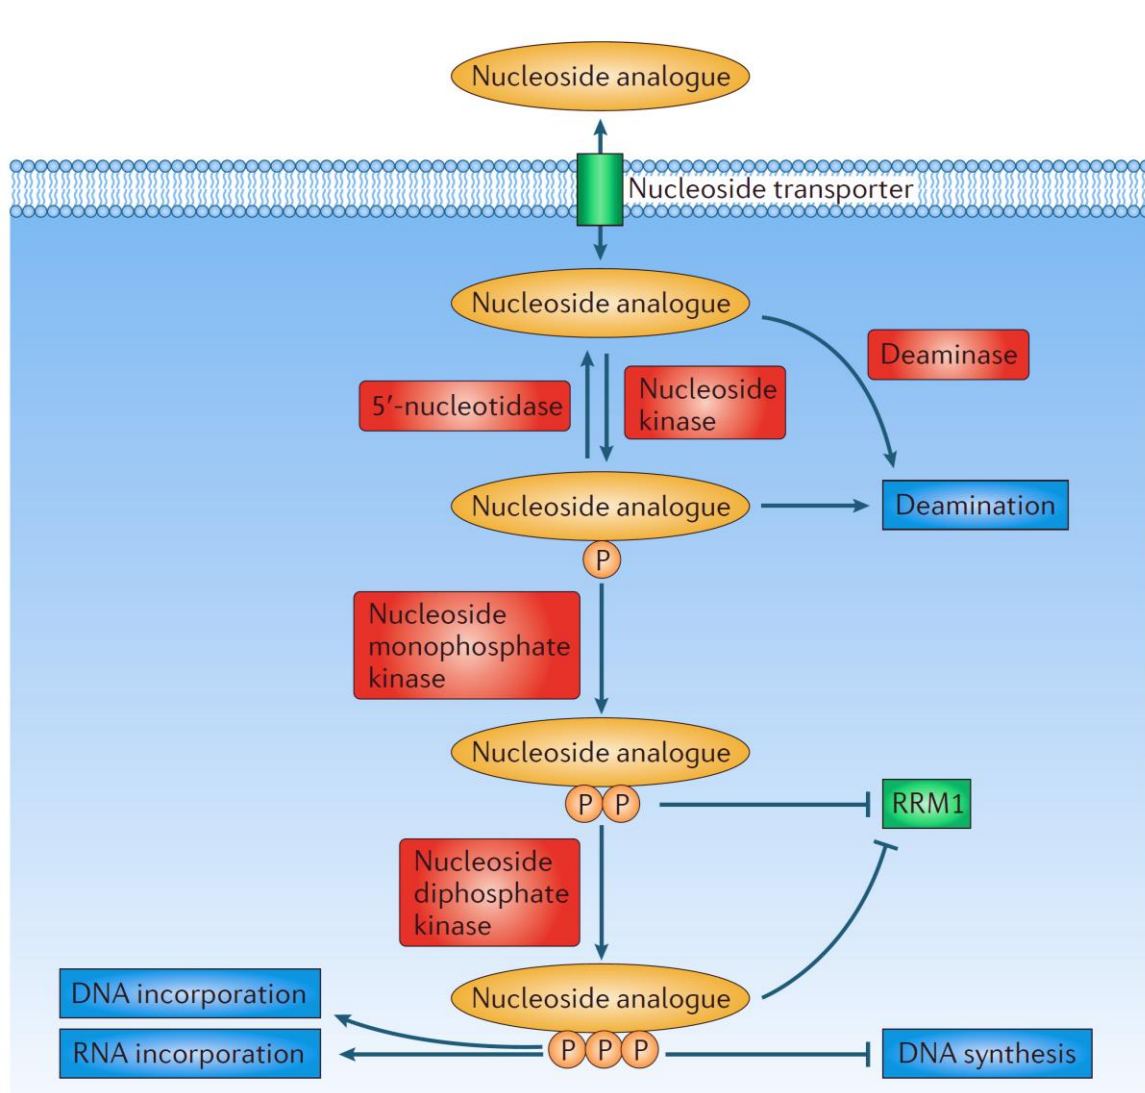 Nucleoside analogue
Nucleoside transporter
Nucleoside analogue
Deaminase
5′-nucleotidase
Nucleoside
kinase
Nucleoside analogue
Deamination
P
Nucleoside
monophosphate
kinase
Nucleoside analogue
P P
RRM1
Nucleoside
diphosphate
kinase
Nucleoside analogue
DNA incorporation
RNA incorporation
P P P
DNA synthesis